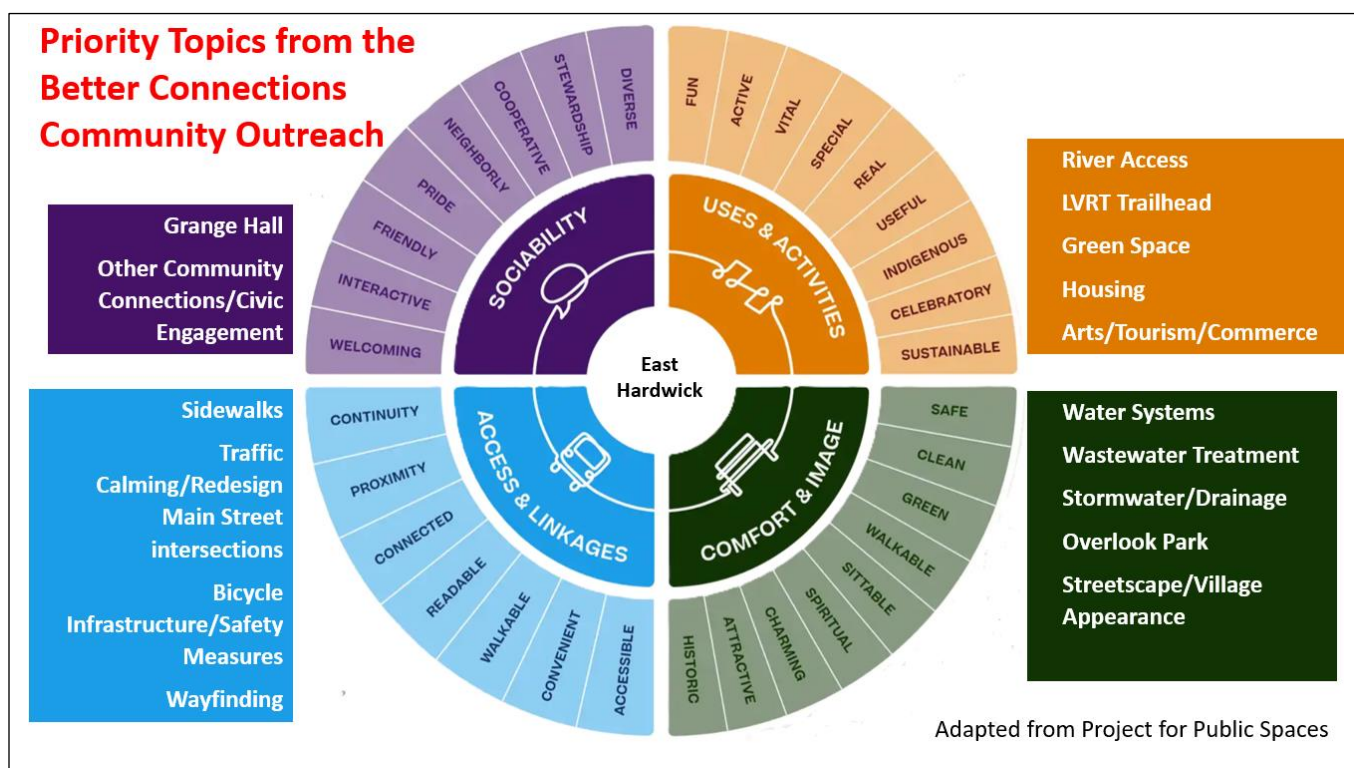 Priority Topics from the
Better Connections
Community Outreach
Grange Hall
Other Community
Connections/Civic
Engagement
Sidewalks
Traffic
Calming/Redesign
Main Street
intersections
Bicycle
Infrastructure/Safety
Measures
Wayfinding
SOCIABILITY
WELCOMING
INTERACTIVE
FRIENDLY
PRIDE
NEIGHBORLY
COOPERATIVE
STEWARDSHIP
DIVERSE
USES & ACTIVITIES
FUN
ACTIVE
VITAL
SPECIAL
REAL
USEFUL
INDIGENOUS
CELEBRATORY
SUSTAINABLE
East
Hardwick
ACCESS & LINKAGES
CONTINUITY
PROXIMITY
CONNECTED
READABLE
WALKABLE
CONVENIENT
ACCESSIBLE
COMFORT & IMAGE
SAFE
CLEAN
GREEN
WALKABLE
SITTABLE
SPIRITUAL
CHARMING
ATTRACTIVE
HISTORIC
River Access
LVRT Trailhead
Green Space
Housing
Arts/Tourism/Commerce
Water Systems
Wastewater Treatment
Stormwater/Drainage
Overlook Park
Streetscape/Village
Appearance
Adapted from Project for Public Spaces